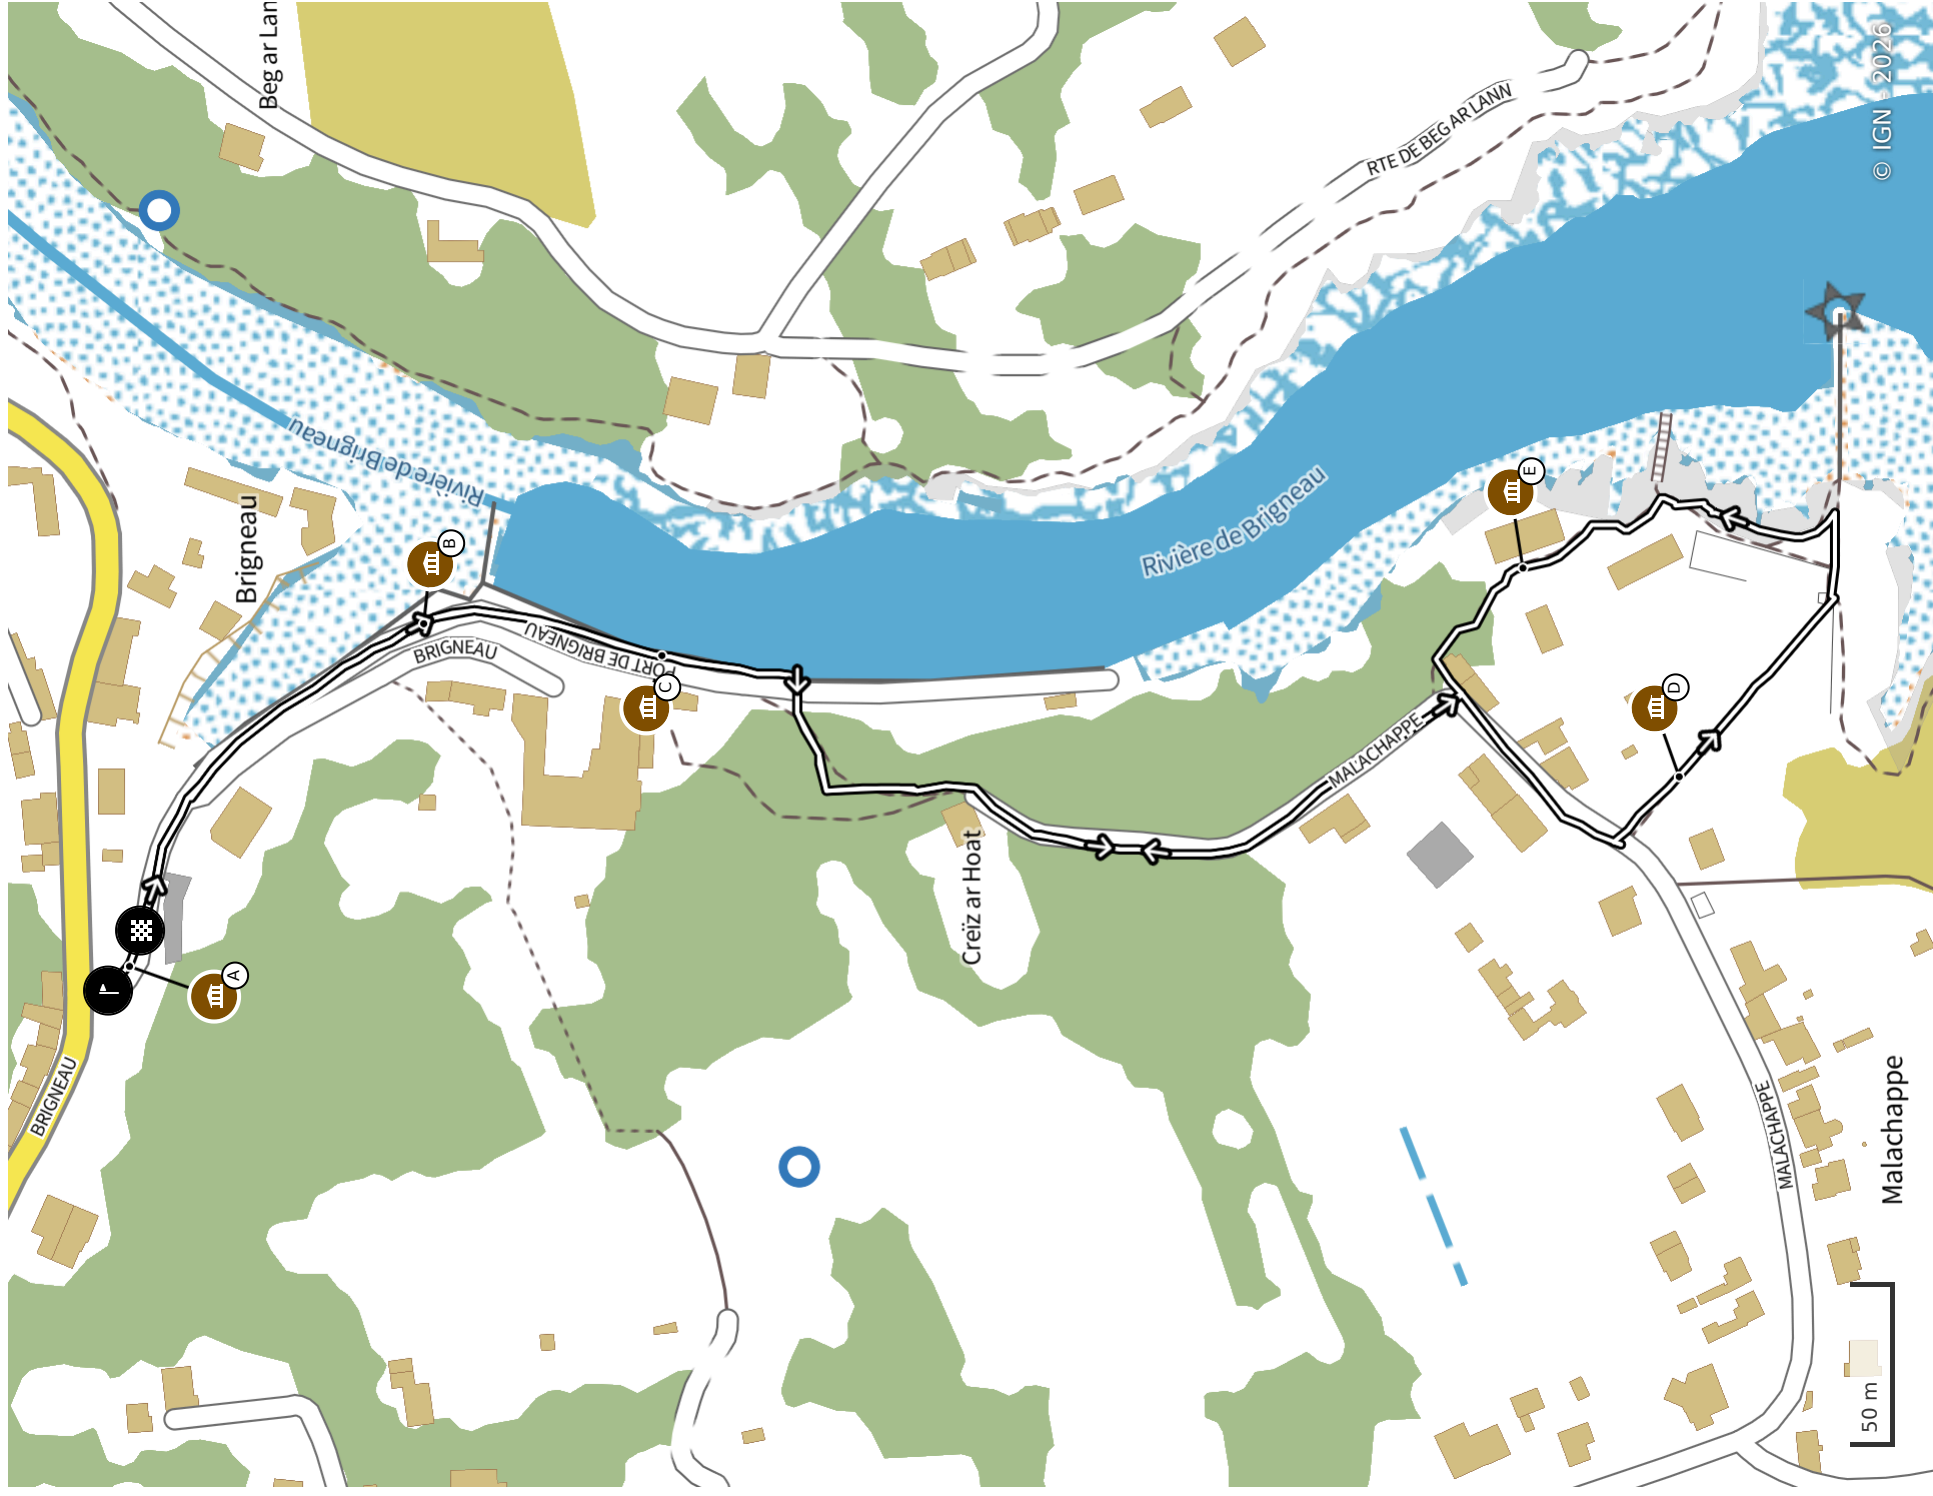 Beg ar Lan
© IGN - 2026
RTE DE BEG AR LANN
Rivière de Brigneau
Brigneau
B
E
Rivière de Brigneau
BRIGNEAU
PORT DE BRIGNEAU
C
D
MALACHAPPE
Creïz ar Hoat
A
BRIGNEAU
MALACHAPPE
Malachappe
50 m